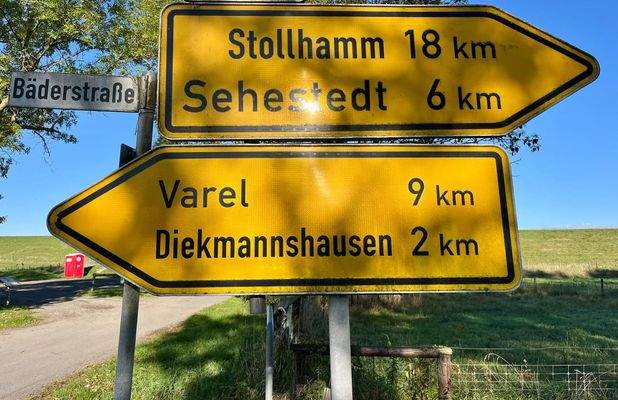 Bäderstraße
Stollhamm 18 km
Sehestedt 6 km
Varel 9 km
Diekmannshausen 2 km